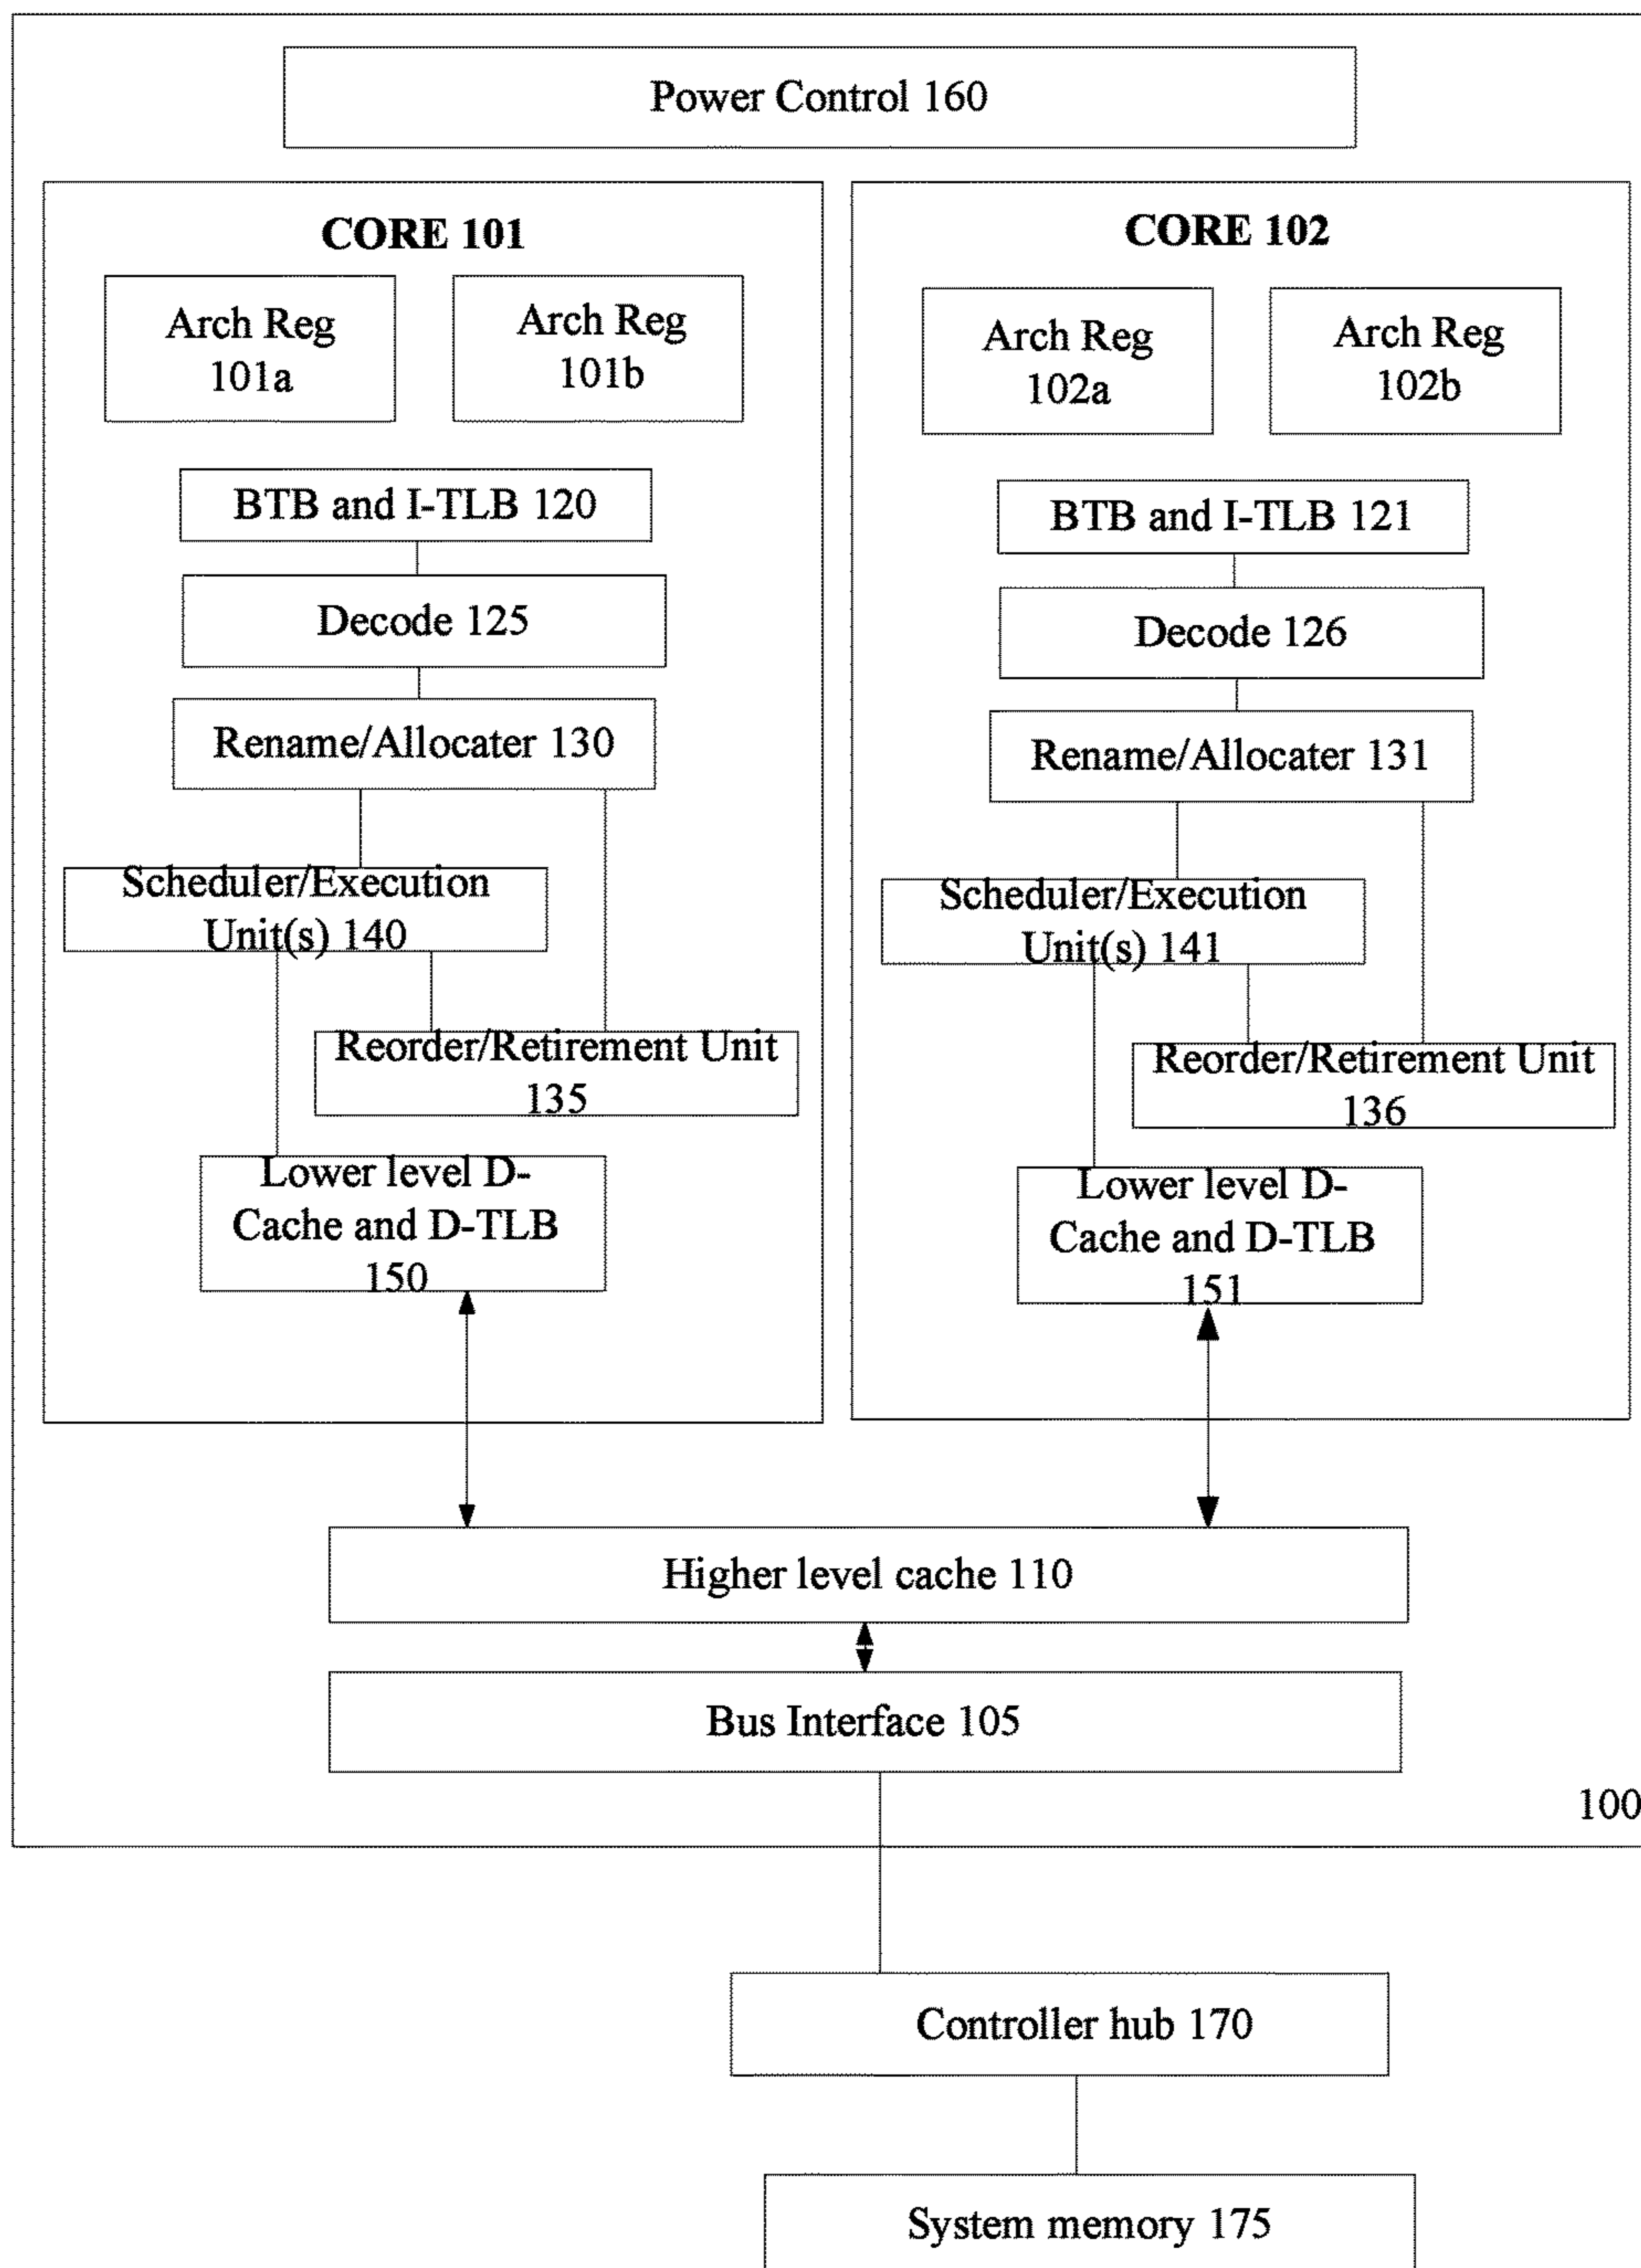 Power Control 160
CORE 101
Arch Reg
101a
Arch Reg
101b
BTB and I-TLB 120
Decode 125
Rename/Allocater 130
Scheduler/Execution
Unit(s) 140
Reorder/Retirement Unit
135
Lower level D-
Cache and D-TLB
150
CORE 102
Arch Reg
102a
Arch Reg
102b
BTB and I-TLB 121
Decode 126
Rename/Allocater 131
Scheduler/Execution
Unit(s) 141
Reorder/Retirement Unit
136
Lower level D-
Cache and D-TLB
151
Higher level cache 110
Bus Interface 105
100
Controller hub 170
System memory 175